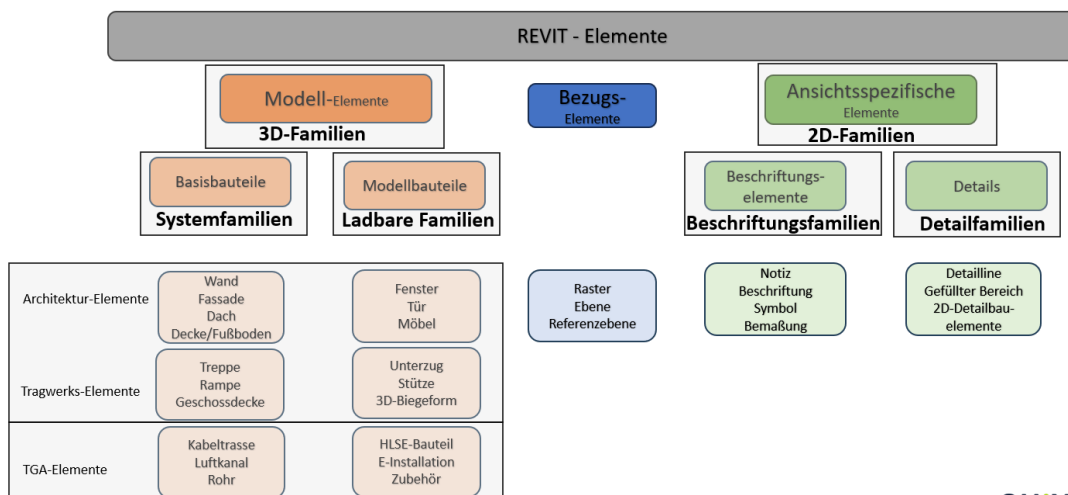 REVIT - Elemente
Modell-Elemente
3D-Familien
Bezugs-
Elemente
Ansichtsspezifische
Elemente
2D-Familien
Basisbauteile
Systemfamilien
Modellbauteile
Ladbare Familien
Beschriftungs-
elemente
Beschriftungsfamilien
Details
Detailfamilien
Architektur-Elemente
Wand
Fassade
Dach
Decke/Fußboden
Fenster
Tür
Möbel
Raster
Ebene
Referenzebene
Notiz
Beschriftung
Symbol
Bemaßung
Detailline
Gefüllter Bereich
2D-Detailbau-
elemente
Tragwerks-Elemente
Treppe
Rampe
Geschossdecke
Unterzug
Stütze
3D-Biegeform
TGA-Elemente
Kabeltrasse
Luftkanal
Rohr
HLSE-Bauteil
E-Installation
Zubehör